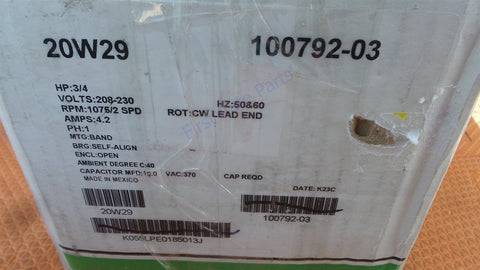 20W29 100792-03
HP:3/4
VOLTS:208-230 HZ:50&60
RPM:1075/2 SPD ROT:CW LEAD END
AMPS:4.2
PH:1
MTG:BAND
BRG:SELF-ALIGN
ENCL:OPEN
AMBIENT DEGREE C:40
CAPACITOR MFD:10.0 VAC:370 CAP REQD
MADE IN MEXICO DATE: K23C
20W29 100792-03
K055LPE0185013J